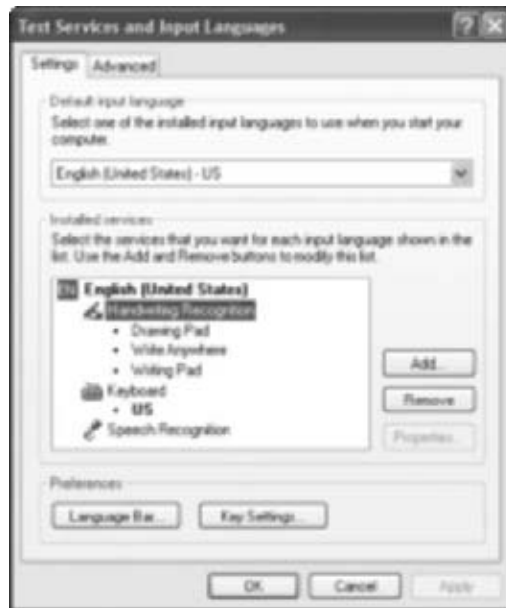 Text Services and Input Languages
Settings
Advanced
Default input language
Select one of the installed input languages to use when you start your
computer.
English (United States) - US
Installed services
Select the services that you want for each input language shown in the
list. Use the Add and Remove buttons to modify this list.
EN English (United States)
Handwriting Recognition
• Drawing Pad
• Write Anywhere
• Writing Pad
Keyboard
• US
Speech Recognition
Add...
Remove
Properties...
Preferences
Language Bar...
Key Settings...
OK
Cancel
Apply